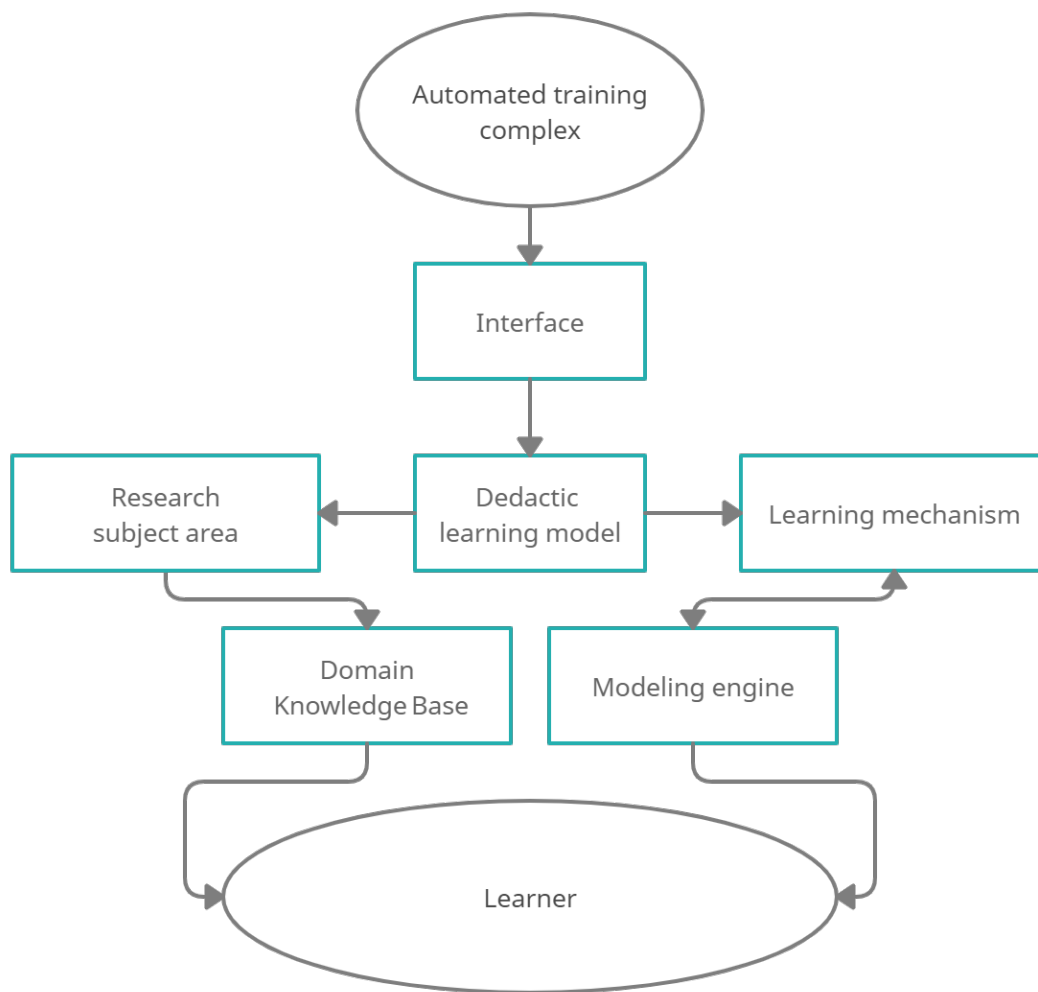 Automated training
complex
Interface
Research
subject area
Dedactic
learning model
Learning mechanism
Domain
Knowledge Base
Modeling engine
Learner